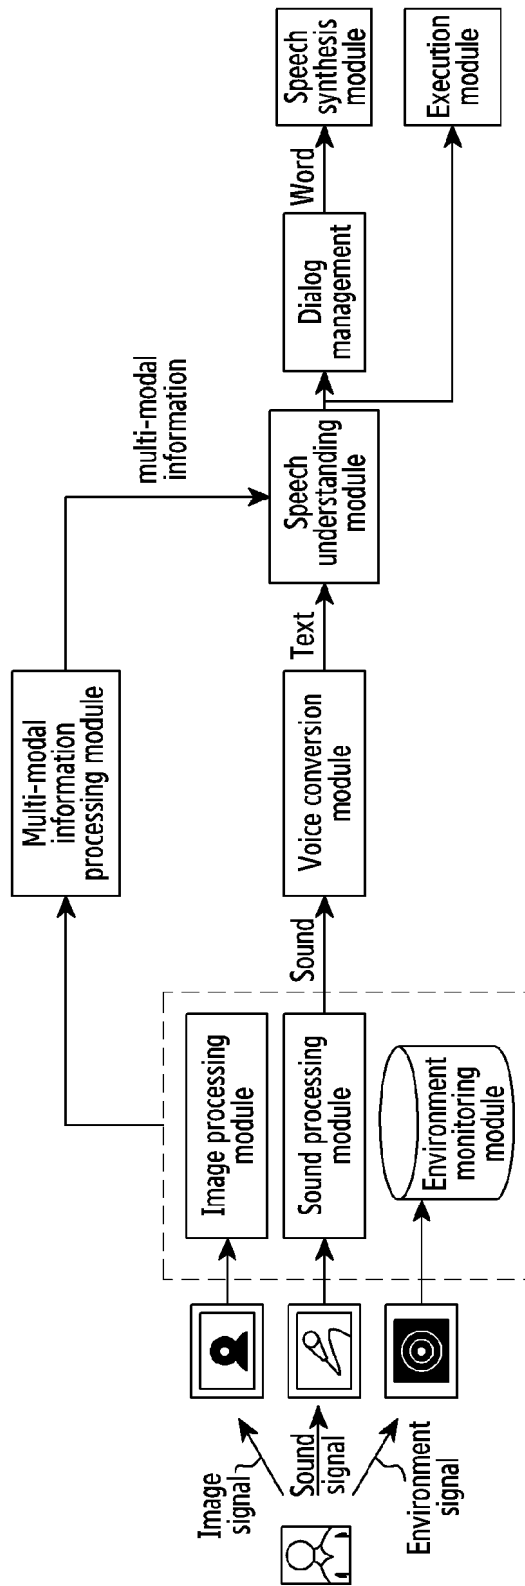 Image
signal
Sound
signal
Environment
signal
Image processing
module
Sound processing
module
Environment
monitoring
module
Multi-modal
information
processing module
Sound
Voice conversion
module
Text
multi-modal
information
Speech
understanding
module
Dialog
management
Word
Speech
synthesis
module
Execution
module